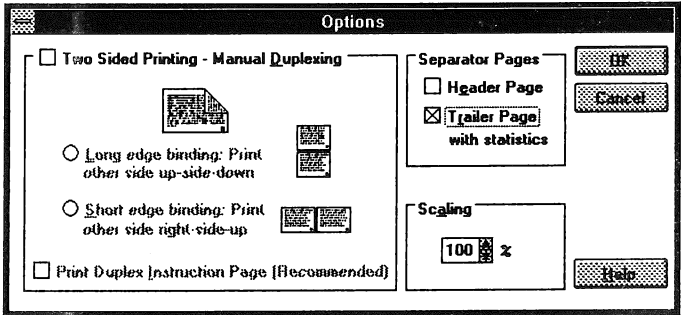 Options
Two Sided Printing - Manual Duplexing
Long edge binding: Print
other side up-side-down
Short edge binding: Print
other side right-side-up
Print Duplex Instruction Page (Recommended)
Separator Pages
Header Page
Trailer Page
with statistics
Scaling
100 %
OK
Cancel
Help